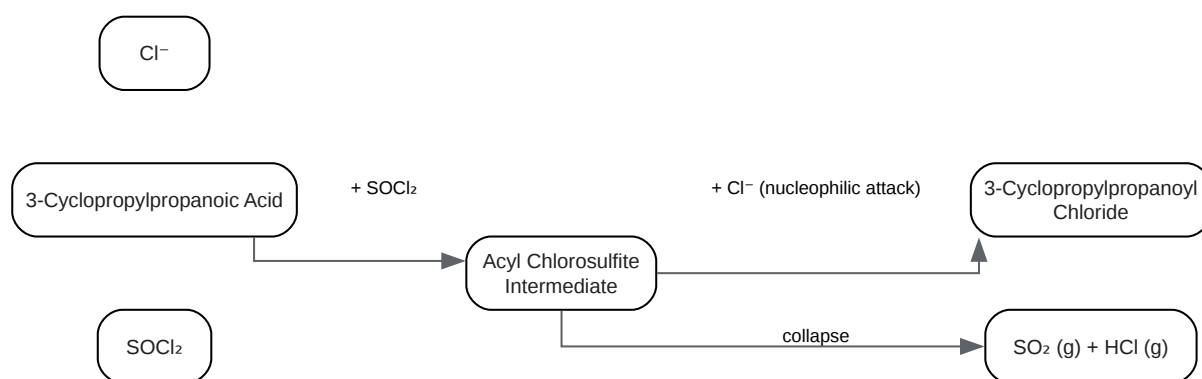 Cl⁻
3-Cyclopropylpropanoic Acid
+ SOCl₂
+ Cl⁻ (nucleophilic attack)
3-Cyclopropylpropanoyl
Chloride
Acyl Chlorosulfite
Intermediate
SOCl₂
collapse
SO₂ (g) + HCl (g)